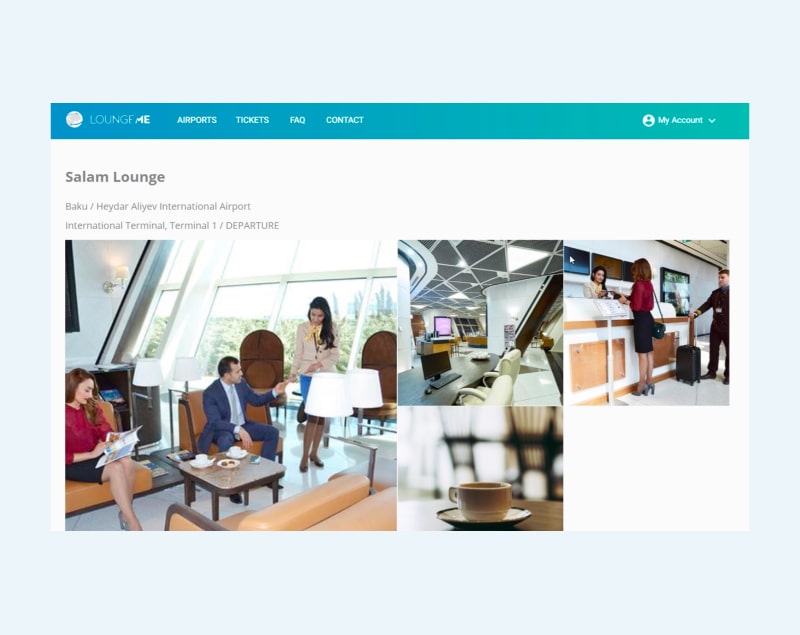 LOUNGE ME
AIRPORTS
TICKETS
FAQ
CONTACT
My Account
Salam Lounge
Baku / Heydar Aliyev International Airport
International Terminal, Terminal 1 / DEPARTURE